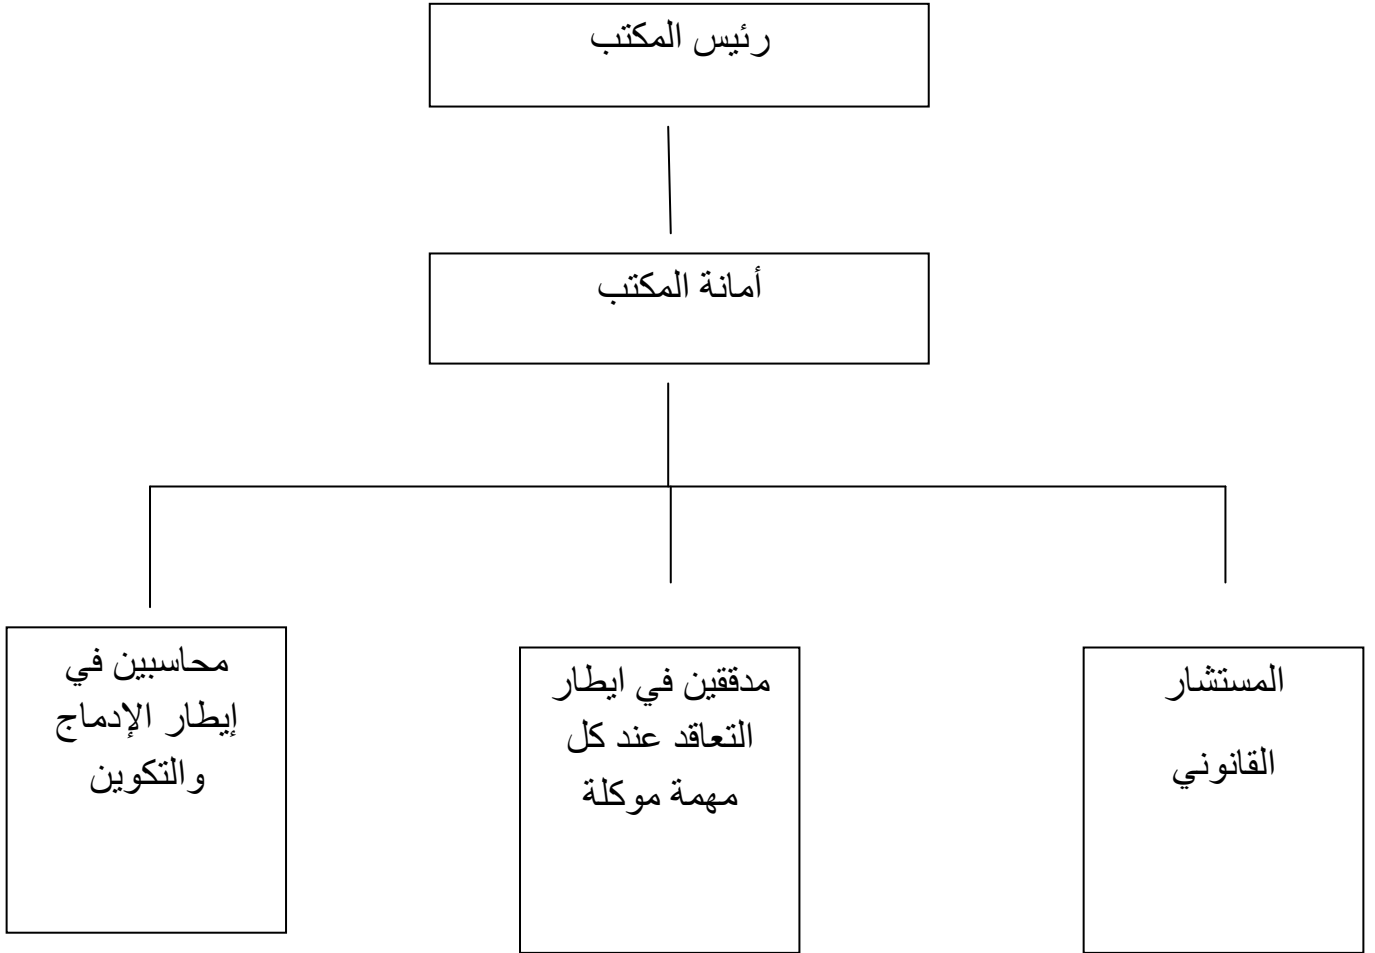 رئيس المكتب
أمانة المكتب
المستشار
القانوني
مدققين في ايطار
التعاقد عند كل
مهمة موكلة
محاسبين في
إيطار الإدماج
والتكوين